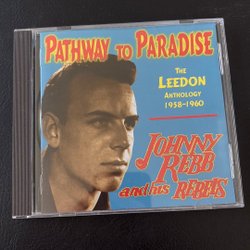 PATHWAY TO PARADISE
THE
LEEDON
ANTHOLOGY
1958-1960
JOHNNY
REBB
and his REBELS